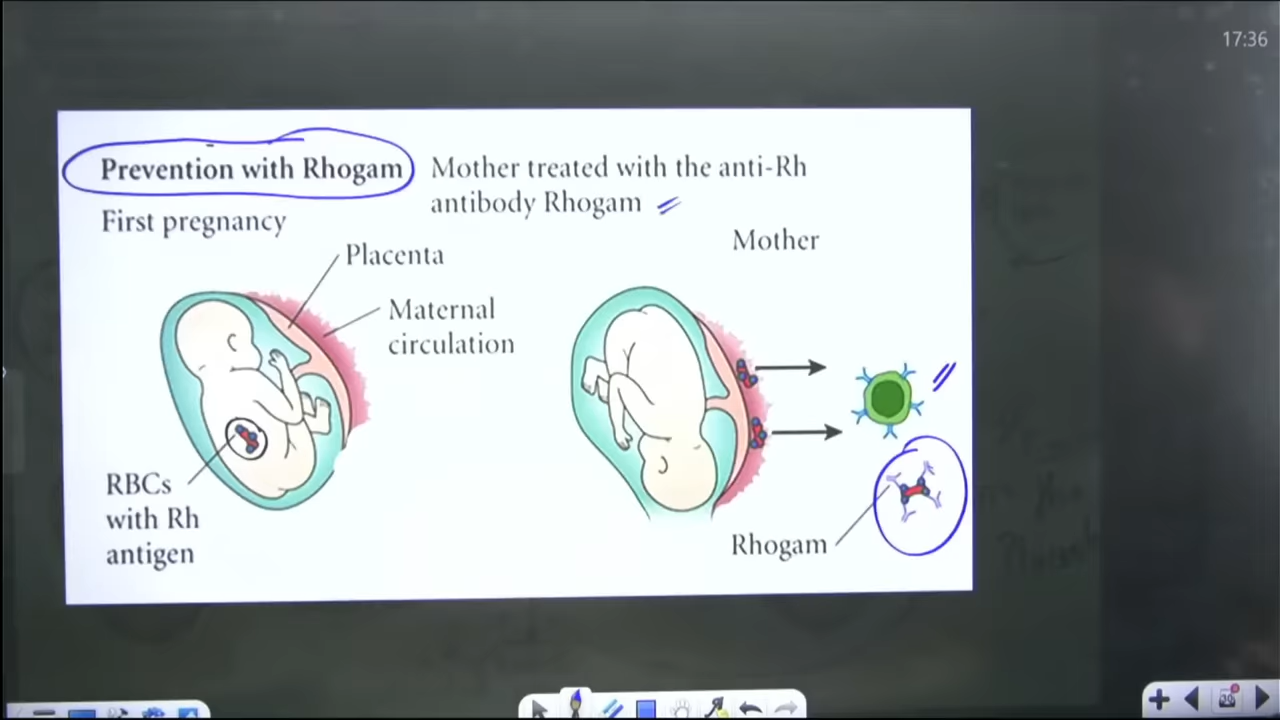 17:36
Prevention with Rhogam
Mother treated with the anti-Rh
antibody Rhogam
First pregnancy
Mother
Placenta
Maternal
circulation
RBCs
with Rh
antigen
Rhogam